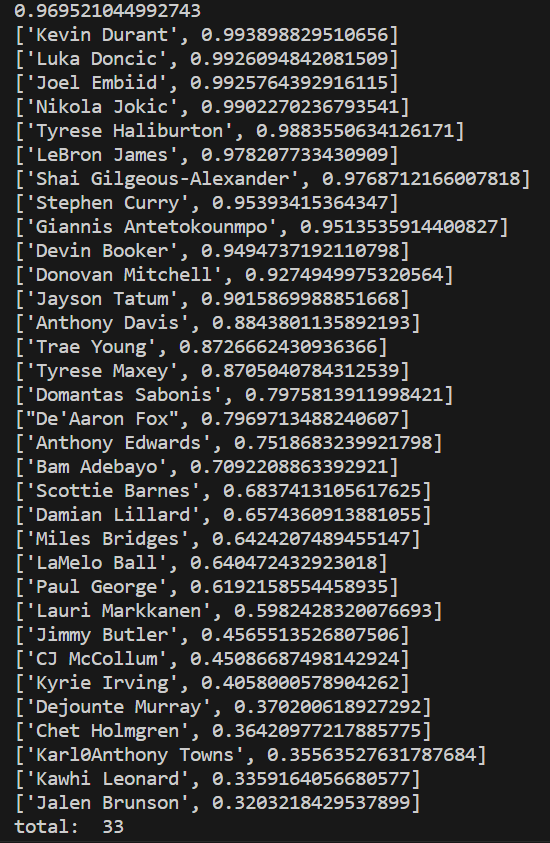 0.969521044992743
['Kevin Durant', 0.993898829510656]
['Luka Doncic', 0.9926094842081509]
['Joel Embiid', 0.9925764392916115]
['Nikola Jokic', 0.9902270236793541]
['Tyrese Haliburton', 0.9883550634126171]
['LeBron James', 0.978207733430909]
['Shai Gilgeous-Alexander', 0.9768712166007818]
['Stephen Curry', 0.95393415364347]
['Giannis Antetokounmpo', 0.9513535914400827]
['Devin Booker', 0.9494737192110798]
['Donovan Mitchell', 0.9274949975320564]
['Jayson Tatum', 0.9015869988851668]
['Anthony Davis', 0.8843801135892193]
['Trae Young', 0.8726662430936366]
['Tyrese Maxey', 0.8705040784312539]
['Domantas Sabonis', 0.7975813911998421]
["De'Aaron Fox", 0.7969713488240607]
['Anthony Edwards', 0.7518683239921798]
['Bam Adebayo', 0.7092208863392921]
['Scottie Barnes', 0.6837413105617625]
['Damian Lillard', 0.6574360913881055]
['Miles Bridges', 0.6424207489455147]
['LaMelo Ball', 0.640472432923018]
['Paul George', 0.6192158554458935]
['Lauri Markkanen', 0.5982428320076693]
['Jimmy Butler', 0.4565513526807506]
['CJ McCollum', 0.45086687498142924]
['Kyrie Irving', 0.4058000578904262]
['Dejounte Murray', 0.370200618927292]
['Chet Holmgren', 0.36420977217885775]
['Karl0Anthony Towns', 0.35563527631787684]
['Kawhi Leonard', 0.3359164056680577]
['Jalen Brunson', 0.3203218429537899]
total:  33